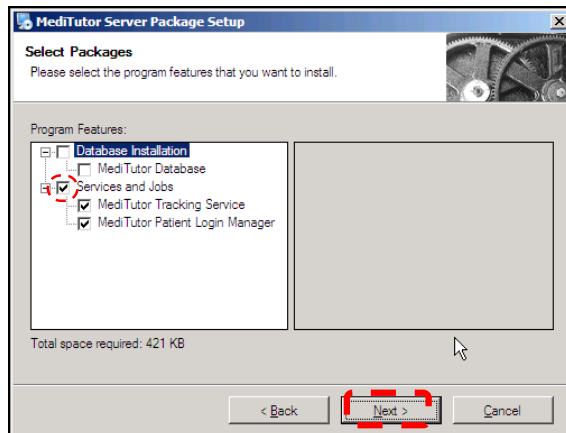 MediTutor Server Package Setup
Select Packages
Please select the program features that you want to install.
Program Features:
Database Installation
MediTutor Database
Services and Jobs
MediTutor Tracking Service
MediTutor Patient Login Manager
Total space required: 421 KB
< Back
Next >
Cancel